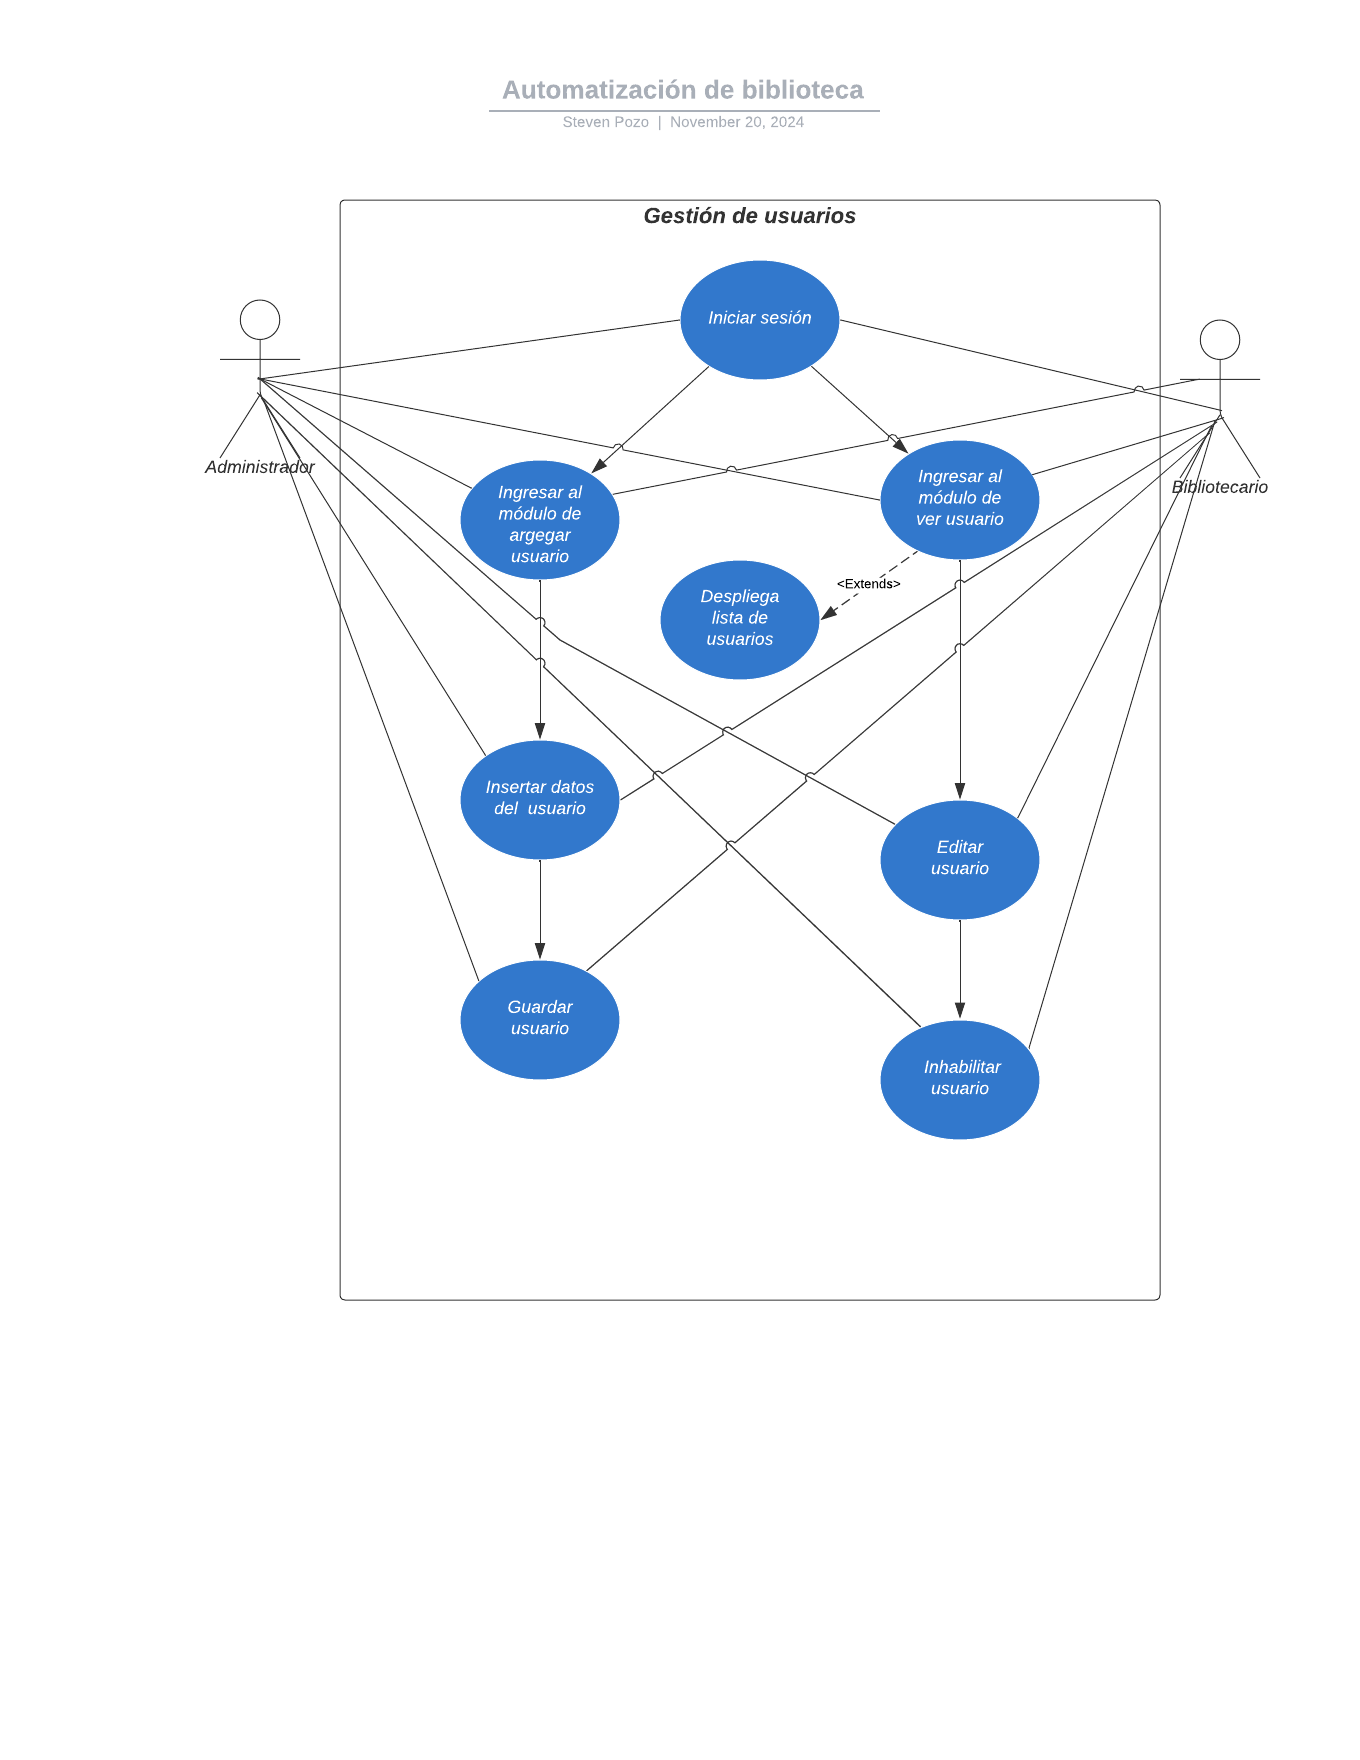 Automatización de biblioteca
Steven Pozo | November 20, 2024
Gestión de usuarios
Iniciar sesión
Administrador
Bibliotecario
Ingresar al
módulo de
argegar
usuario
Ingresar al
módulo de
ver usuario
<Extends>
Despliega
lista de
usuarios
Insertar datos
del usuario
Editar
usuario
Guardar
usuario
Inhabilitar
usuario